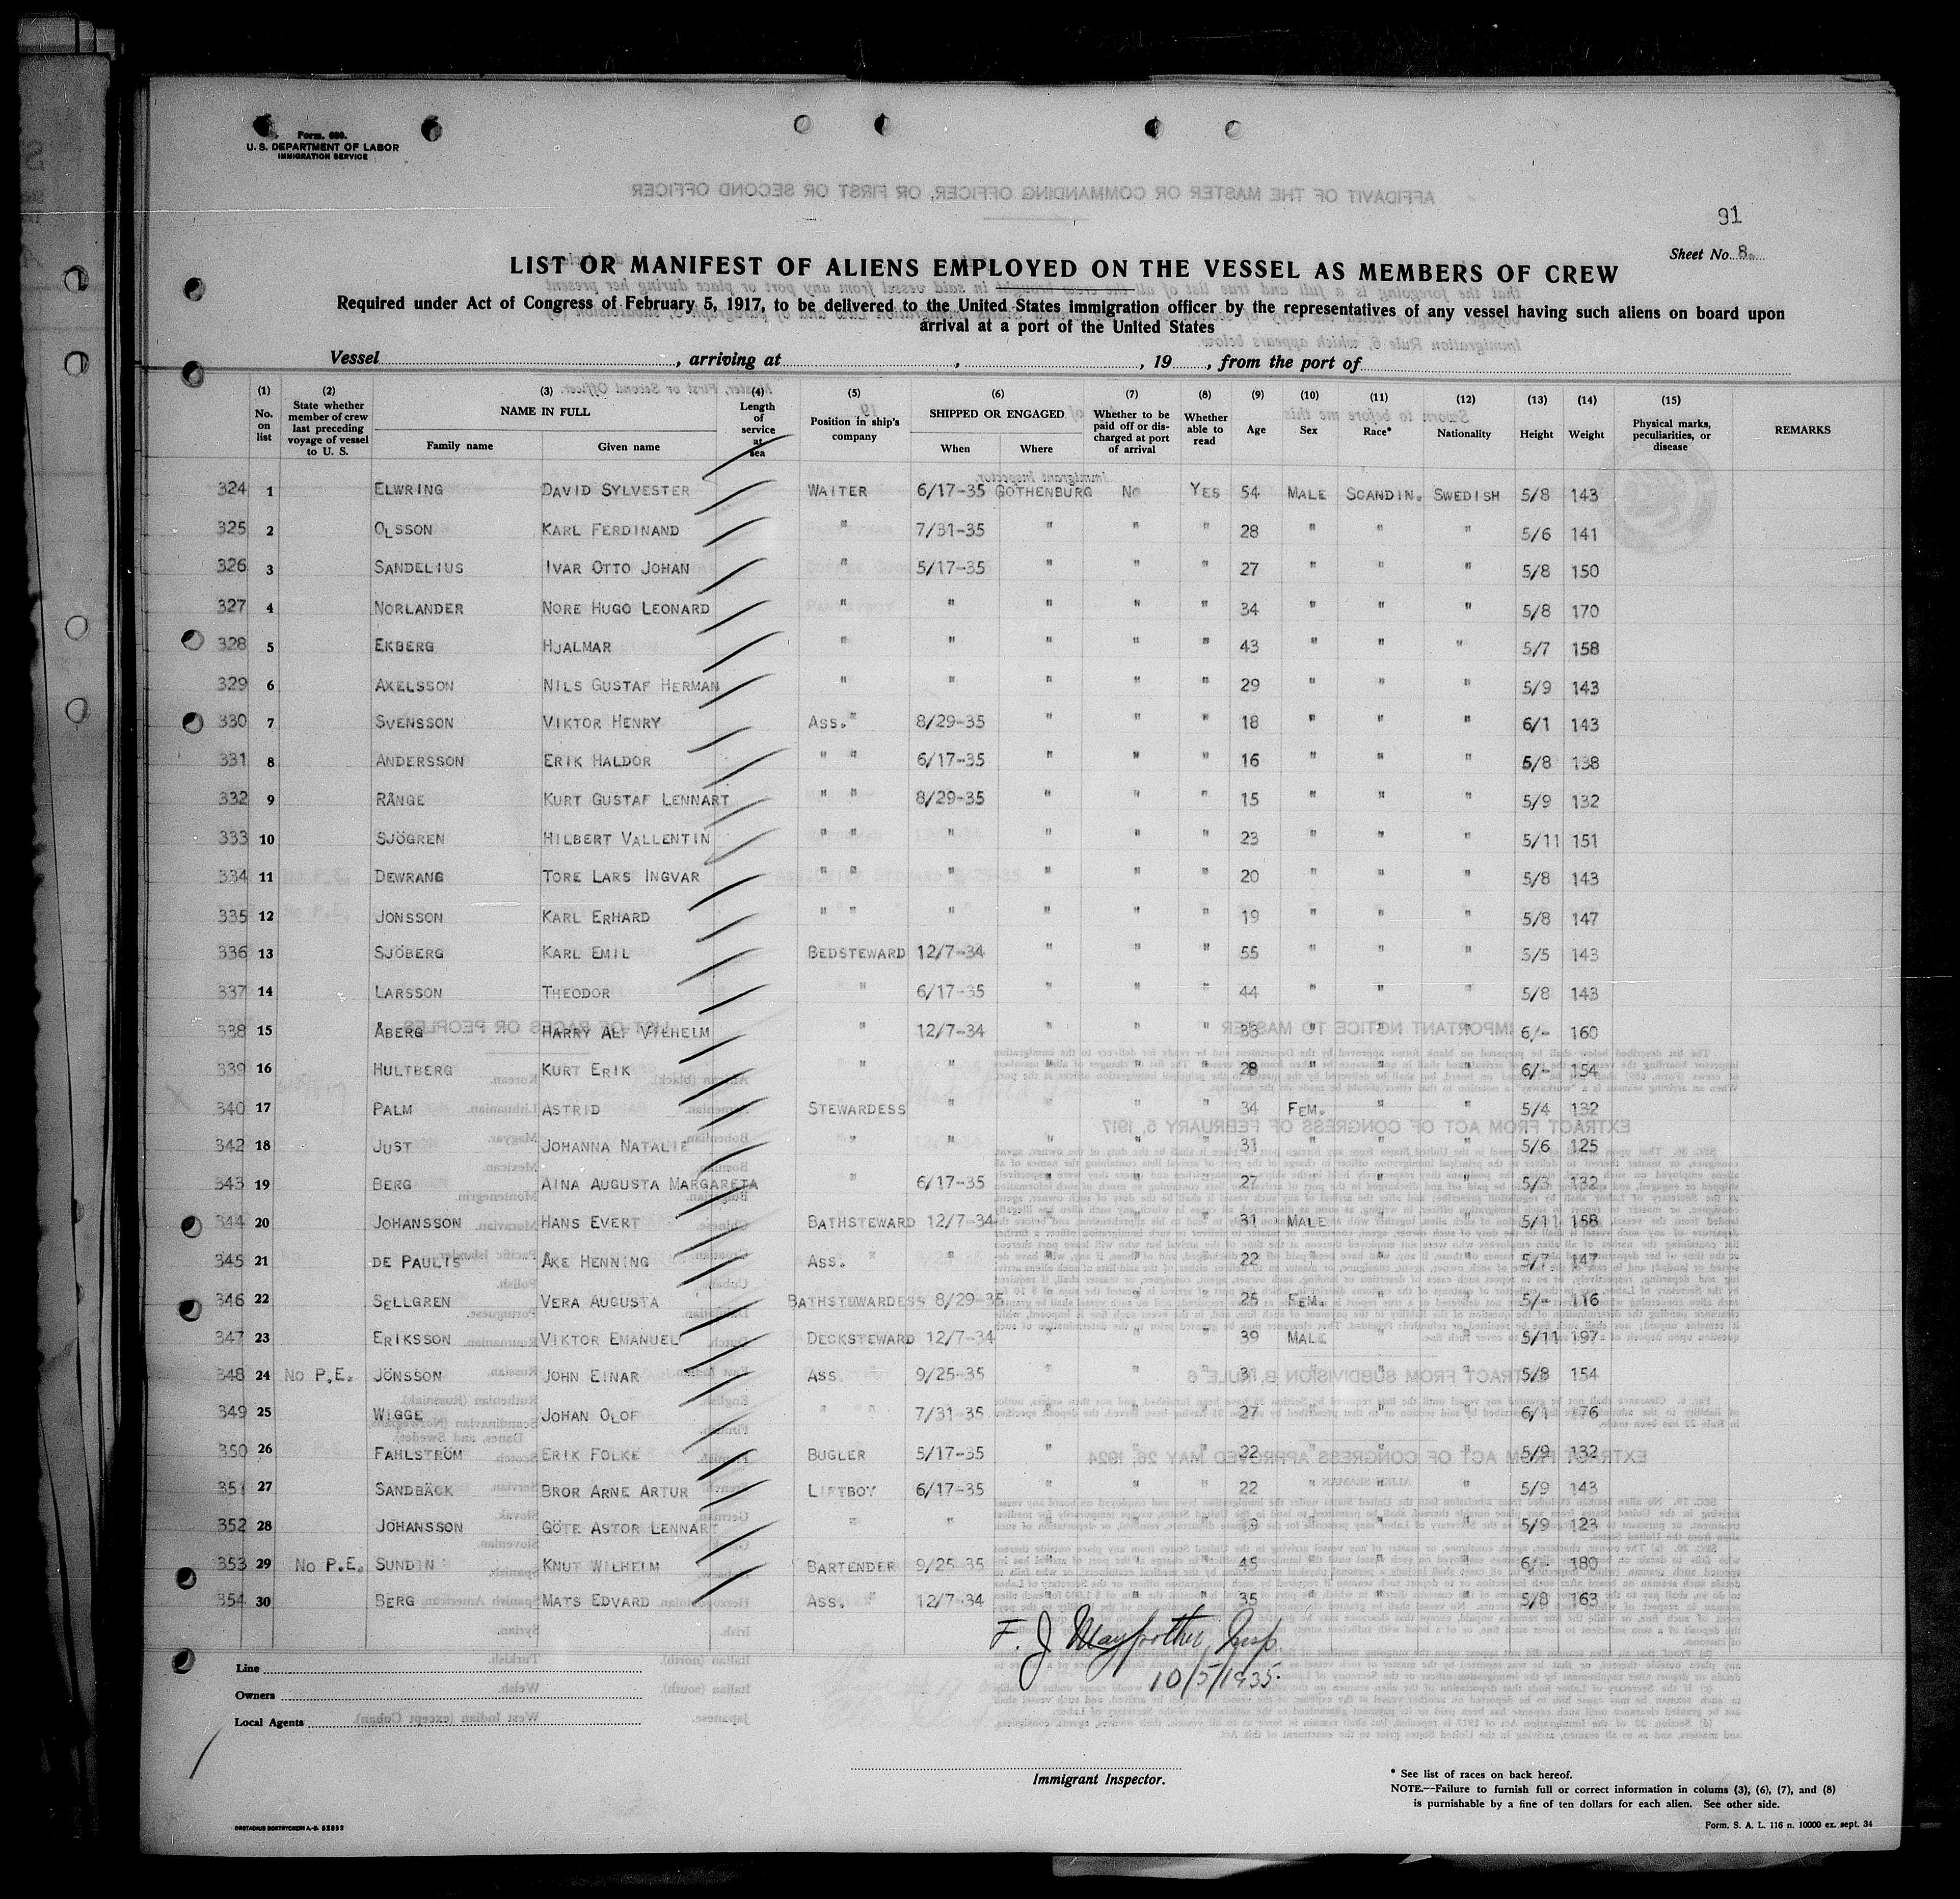 Form. 689.
U. S. DEPARTMENT OF LABOR
IMMIGRATION SERVICE
91
Sheet No. 8.
LIST OR MANIFEST OF ALIENS EMPLOYED ON THE VESSEL AS MEMBERS OF CREW
Required under Act of Congress of February 5, 1917, to be delivered to the United States immigration officer by the representatives of any vessel having such aliens on board upon
arrival at a port of the United States
Vessel , arriving at , , 19 , from the port of
(1) No. on list (2) State whether member of crew last preceding voyage of vessel to U. S. (3) NAME IN FULL Family name Given name (4) Length of service at sea (5) Position in ship's company (6) SHIPPED OR ENGAGED When Where (7) Whether to be paid off or discharged at port of arrival (8) Whether able to read (9) Age (10) Sex (11) Race* (12) Nationality (13) Height (14) Weight (15) Physical marks, peculiarities, or disease REMARKS
324 1 ELWRING DAVID SYLVESTER WAITER 6/17-35 GOTHENBURG No YES 54 MALE SCANDIN. SWEDISH 5/8 143
325 2 OLSSON KARL FERDINAND " 7/31-35 " " " 28 " " " 5/6 141
326 3 SANDELIUS IVAR OTTO JOHAN " 5/17-35 " " " 27 " " " 5/8 150
327 4 NORLANDER NORE HUGO LEONARD " " " " " 34 " " " 5/8 170
328 5 EKBERG HJALMAR " " " " " 43 " " " 5/7 158
329 6 AXELSSON NILS GUSTAF HERMAN " " " " " 29 " " " 5/9 143
330 7 SVENSSON VIKTOR HENRY ASS. " 8/29-35 " " " 18 " " " 6/1 143
331 8 ANDERSSON ERIK HALDOR " " 6/17-35 " " " 16 " " " 5/8 138
332 9 RÅNGE KURT GUSTAF LENNART " " 8/29-35 " " " 15 " " " 5/9 132
333 10 SJÖGREN HILBERT VALLENTIN " " " " " " 23 " " " 5/11 151
334 11 DEWRANG TORE LARS INGVAR " " " " " " 20 " " " 5/8 143
335 12 JONSSON KARL ERHARD " " " " " " 19 " " " 5/8 147
336 13 SJÖBERG KARL EMIL BEDSTEWARD 12/7-34 " " " 55 " " " 5/5 143
337 14 LARSSON THEODOR " 6/17-35 " " " 44 " " " 5/8 143
338 15 ÅBERG HARRY ALF VILHELM " 12/7-34 " " " 33 " " " 6/- 160
339 16 HULTBERG KURT ERIK " " " " " 28 " " " 6/- 154
340 17 PALM ASTRID STEWARDESS " " " " 34 FEM. " " 5/4 132
342 18 JUST JOHANNA NATALIE " " " " " 31 " " " 5/6 125
343 19 BERG AINA AUGUSTA MARGARETA " 6/17-35 " " " 27 " " " 5/3 132
344 20 JOHANSSON HANS EVERT BATHSTEWARD 12/7-34 " " " 31 MALE " " 5/11 158
345 21 DE PAULIS ÅKE HENNING ASS. " " " " " 22 " " " 5/7 147
346 22 SELLGREN VERA AUGUSTA BATHSTEWARDESS 8/29-35 " " " 25 FEM. " " 5/- 116
347 23 ERIKSSON VIKTOR EMANUEL DECKSTEWARD 12/7-34 " " " 39 MALE " " 5/11 197
348 24 No P.E. JÖNSSON JOHN EINAR ASS. 9/25-35 " " " " " " 5/8 154
349 25 WIGGE JOHAN OLOF " " 7/31-35 " " " 27 " " " 6/1 176
350 26 FAHLSTRÖM ERIK FOLKE BUGLER 5/17-35 " " " 22 " " " 5/9 132
351 27 SANDBÄCK BROR ARNE ARTUR LIFTBOY 6/17-35 " " " 22 " " " 5/9 143
352 28 JOHANSSON GÖTE ASTOR LENNART " " " " " " " " 5/9 123
353 29 No P.E. SUNDIN KNUT WILHELM BARTENDER 9/25-35 " " " 45 " " " 6/- 180
354 30 BERG MATS EDVARD ASS. " 12/7-34 " " " 35 " " " 5/8 163
F. J. Mayforther, Insp.
10/5/1935.
Line
Owners
Local Agents
Immigrant Inspector.
* See list of races on back hereof.
NOTE.—Failure to furnish full or correct information in colums (3), (6), (7), and (8)
is punishable by a fine of ten dollars for each alien. See other side.
Form. S. A. L. 116 n. 10000 ex. sept. 34